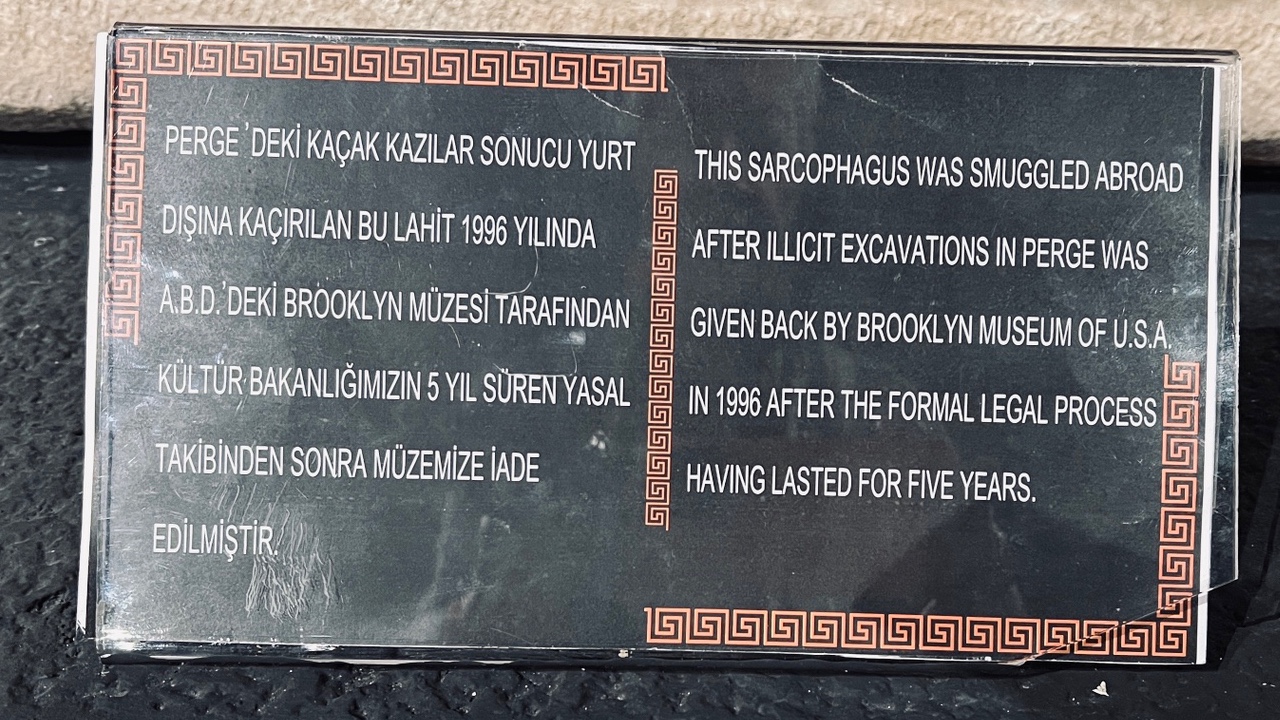 PERGE 'DEKİ KAÇAK KAZILAR SONUCU YURT
DIŞINA KAÇIRILAN BU LAHİT 1996 YILINDA
A.B.D.'DEKİ BROOKLYN MÜZESİ TARAFINDAN
KÜLTÜR BAKANLIĞIMIZIN 5 YIL SÜREN YASAL
TAKİBİNDEN SONRA MÜZEMİZE İADE
EDİLMİŞTİR.
THIS SARCOPHAGUS WAS SMUGGLED ABROAD
AFTER ILLICIT EXCAVATIONS IN PERGE WAS
GIVEN BACK BY BROOKLYN MUSEUM OF U.S.A.
IN 1996 AFTER THE FORMAL LEGAL PROCESS
HAVING LASTED FOR FIVE YEARS.